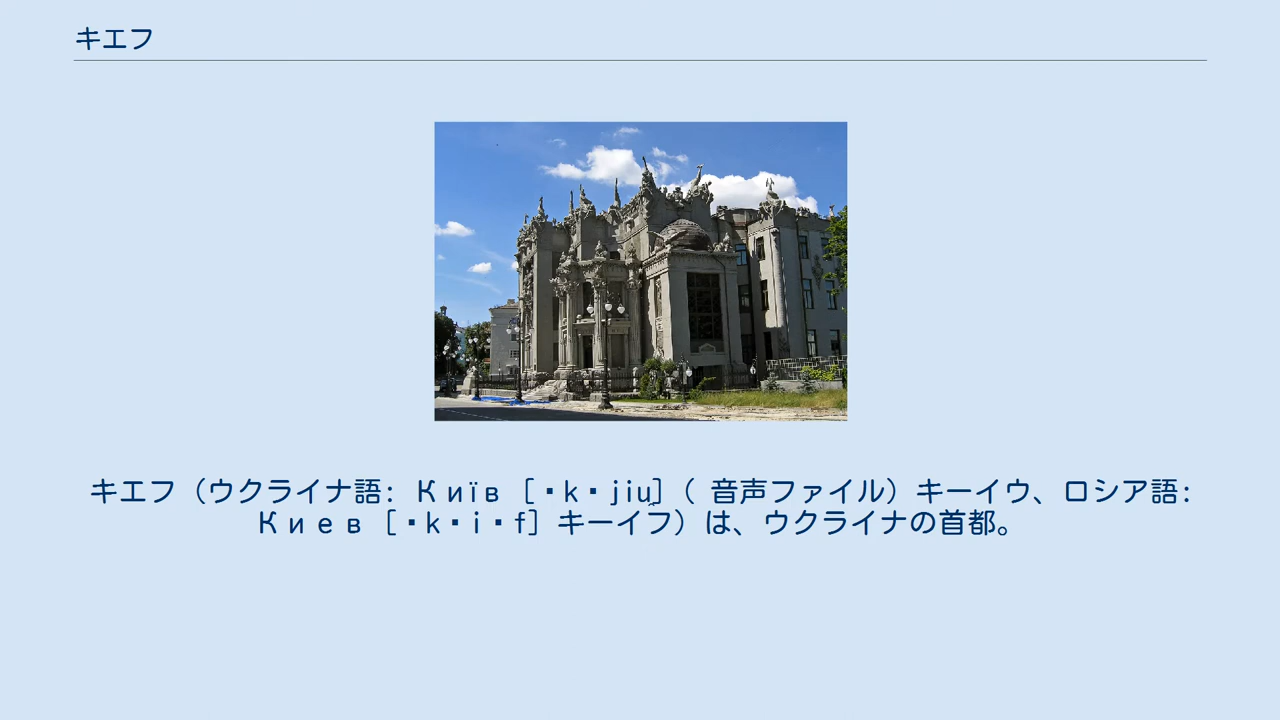 キエフ
キエフ（ウクライナ語: Київ [▪k▪jiu̯]（ 音声ファイル）キーイウ、ロシア語:
Киев [▪k▪i▪f] キーイフ）は、ウクライナの首都。